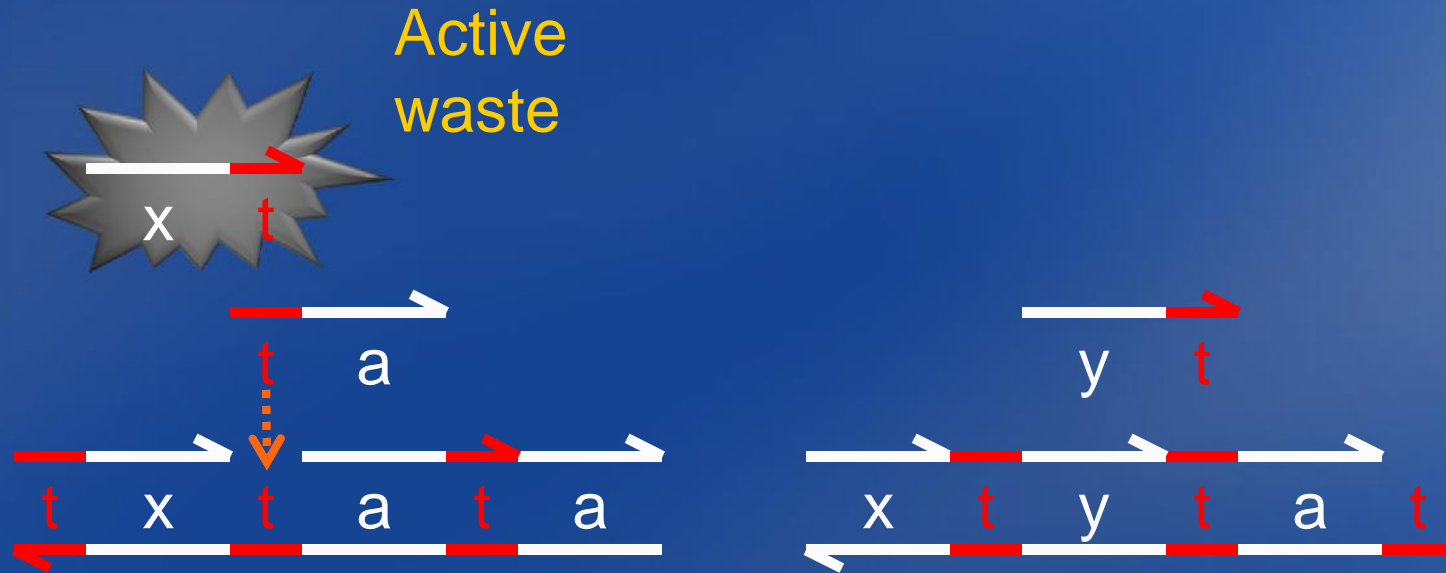 Active
waste
x t
t a
y t
t x t a t a
x t y t a t